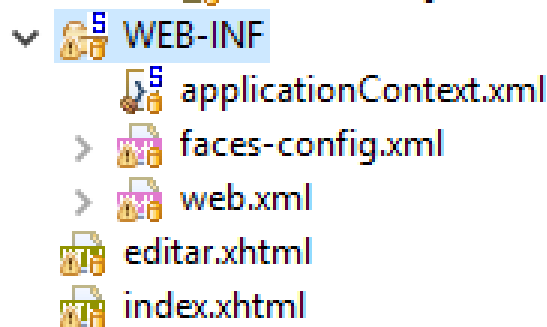 WEB-INF
applicationContext.xml
faces-config.xml
web.xml
editar.xhtml
index.xhtml